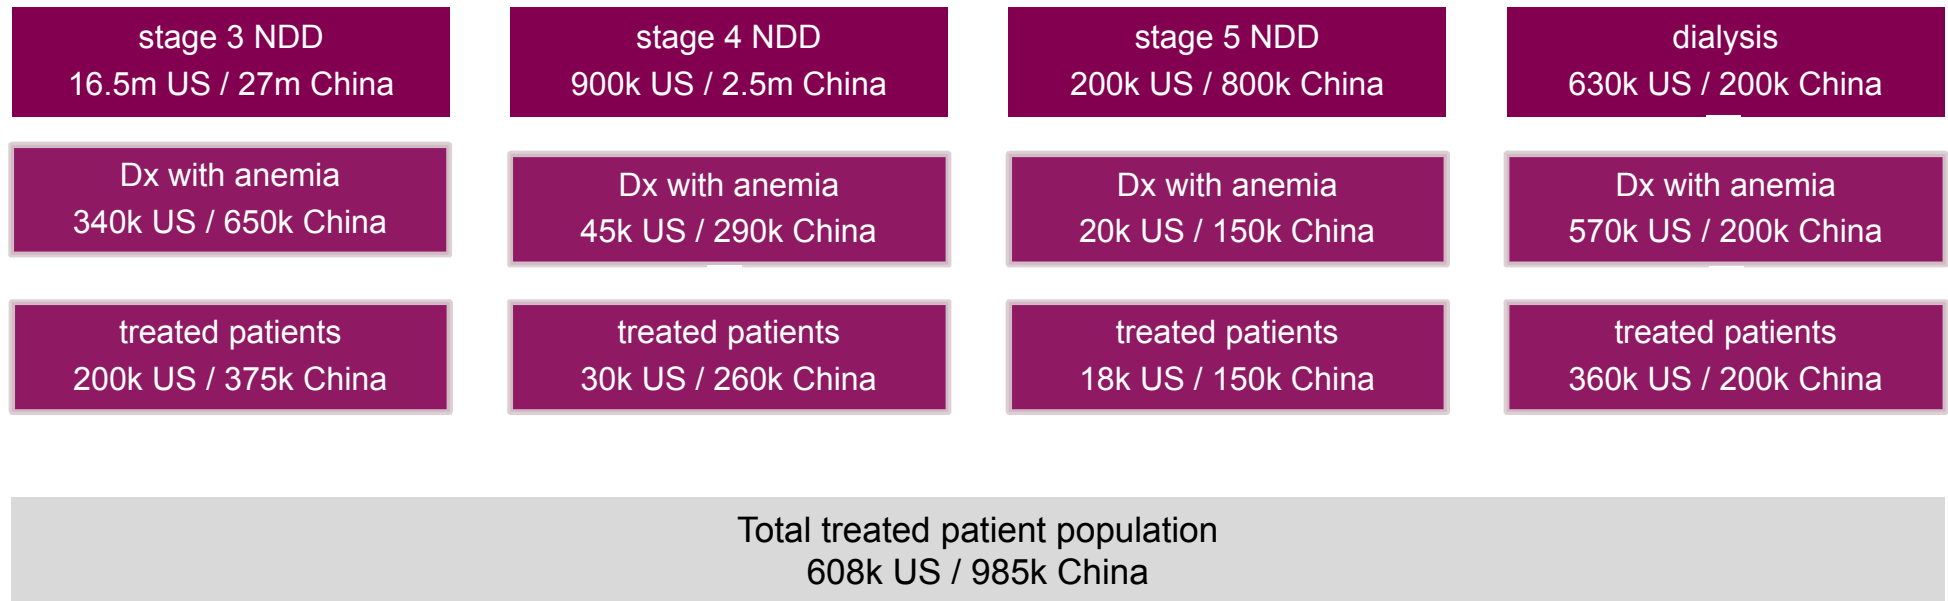 stage 3 NDD
16.5m US / 27m China
stage 4 NDD
900k US / 2.5m China
stage 5 NDD
200k US / 800k China
dialysis
630k US / 200k China
Dx with anemia
340k US / 650k China
Dx with anemia
45k US / 290k China
Dx with anemia
20k US / 150k China
Dx with anemia
570k US / 200k China
treated patients
200k US / 375k China
treated patients
30k US / 260k China
treated patients
18k US / 150k China
treated patients
360k US / 200k China
Total treated patient population
608k US / 985k China